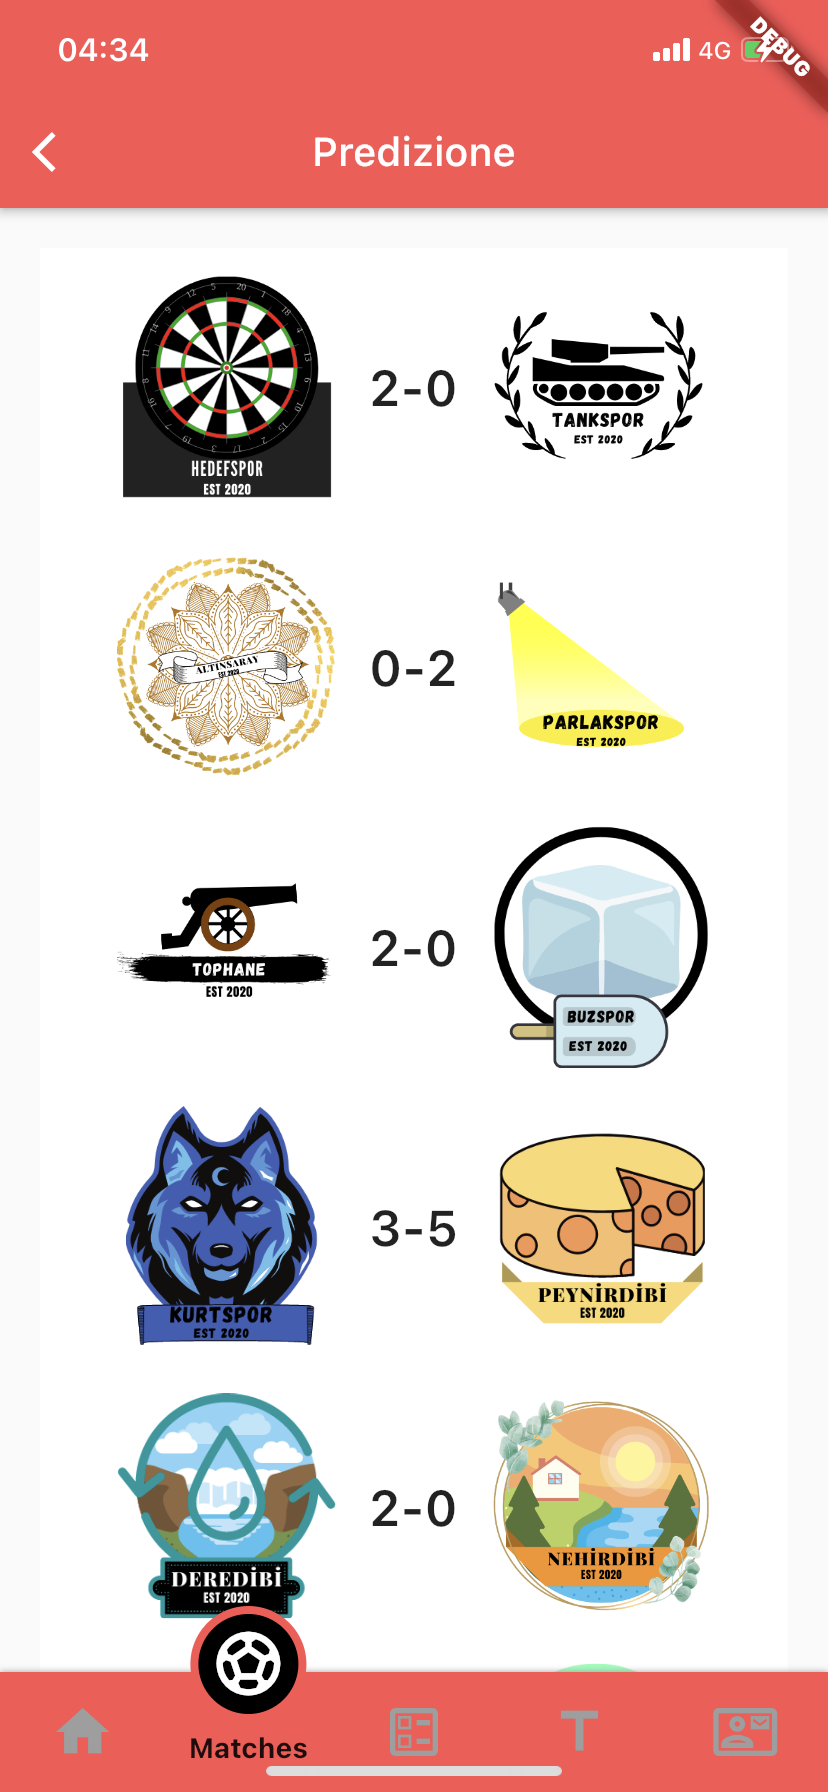 04:34
4G
DEBUG
Predizione
HEDEFSPOR
EST 2020
2-0
TANKSPOR
EST 2020
ALTINSARAY
EST 2020
0-2
PARLAKSPOR
EST 2020
TOPHANE
EST 2020
2-0
BUZSPOR
EST 2020
KURTSPOR
EST 2020
3-5
PEYNİRDİBİ
EST 2020
DEREDİBİ
EST 2020
2-0
NEHİRDİBİ
EST 2020
Matches